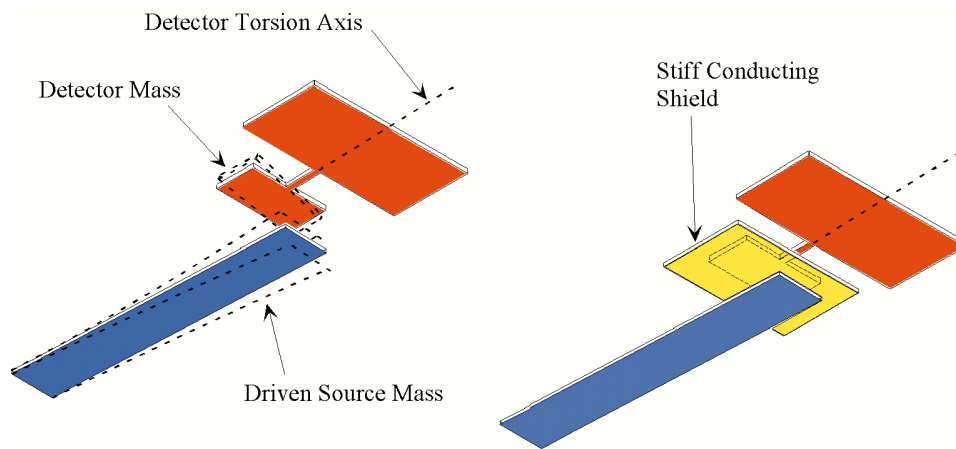 Detector Torsion Axis
Detector Mass
Driven Source Mass
Stiff Conducting
Shield